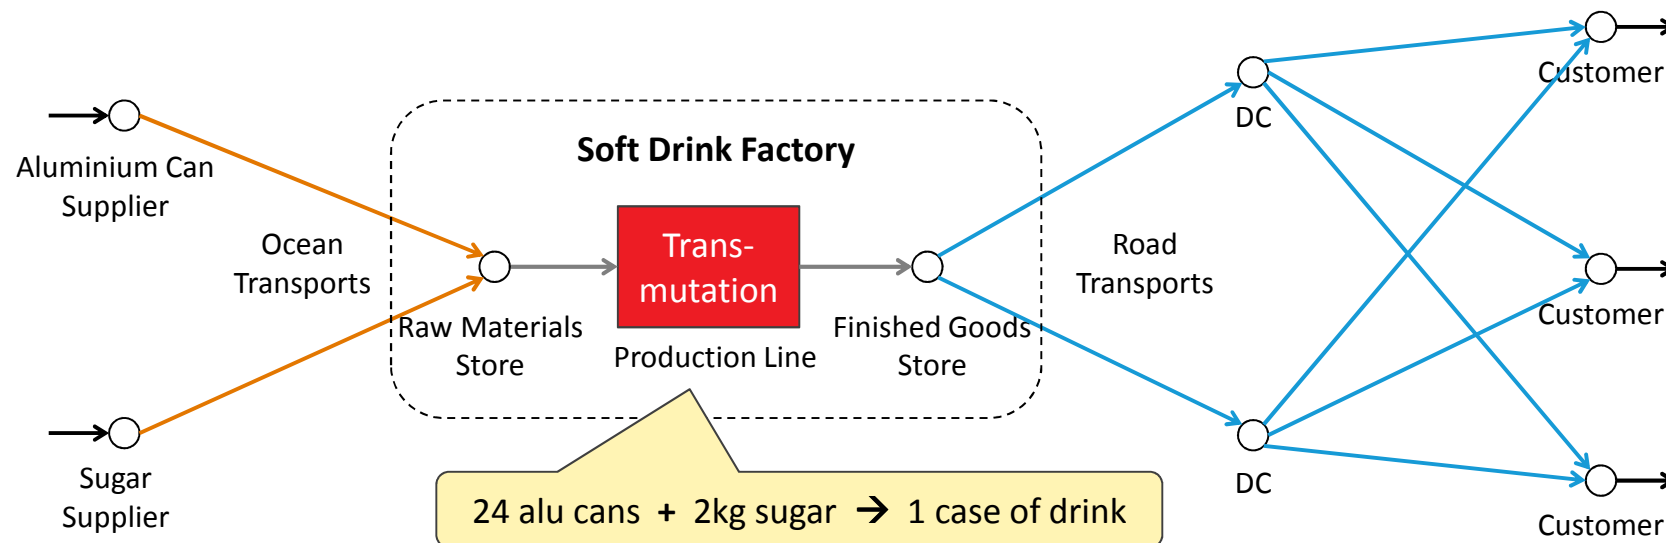 Aluminium Can
Supplier
Sugar
Supplier
Ocean
Transports
Soft Drink Factory
Raw Materials
Store
Trans-
mutation
Production Line
Finished Goods
Store
24 alu cans + 2kg sugar → 1 case of drink
Road
Transports
DC
DC
Customer
Customer
Customer